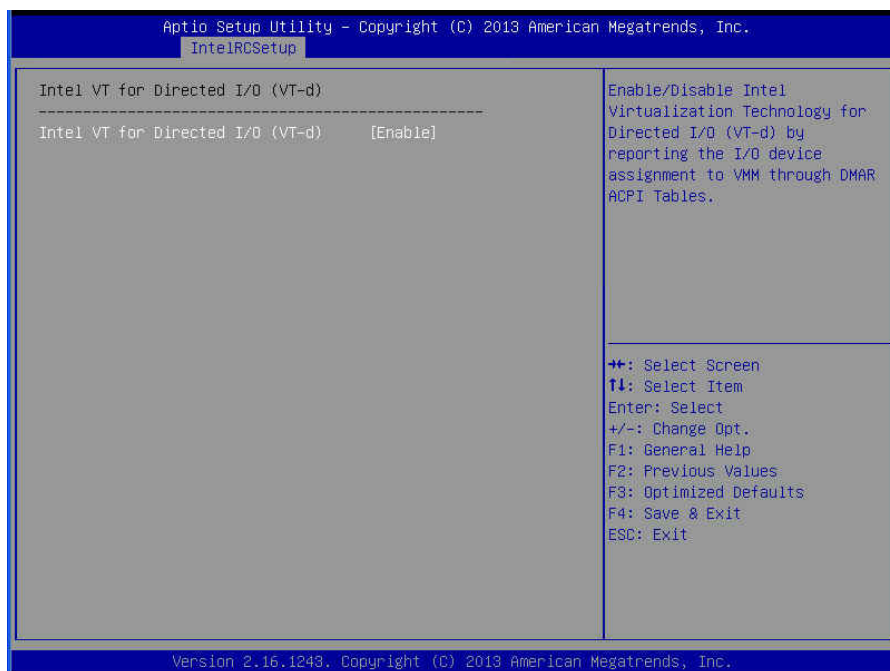 Aptio Setup Utility – Copyright (C) 2013 American Megatrends, Inc.
IntelRCSetup
Intel VT for Directed I/O (VT-d)
--------------------------------------------------
Intel VT for Directed I/O (VT-d) [Enable]
Enable/Disable Intel
Virtualization Technology for
Directed I/O (VT-d) by
reporting the I/O device
assignment to VMM through DMAR
ACPI Tables.
→←: Select Screen
↑↓: Select Item
Enter: Select
+/-: Change Opt.
F1: General Help
F2: Previous Values
F3: Optimized Defaults
F4: Save & Exit
ESC: Exit
Version 2.16.1243. Copyright (C) 2013 American Megatrends, Inc.